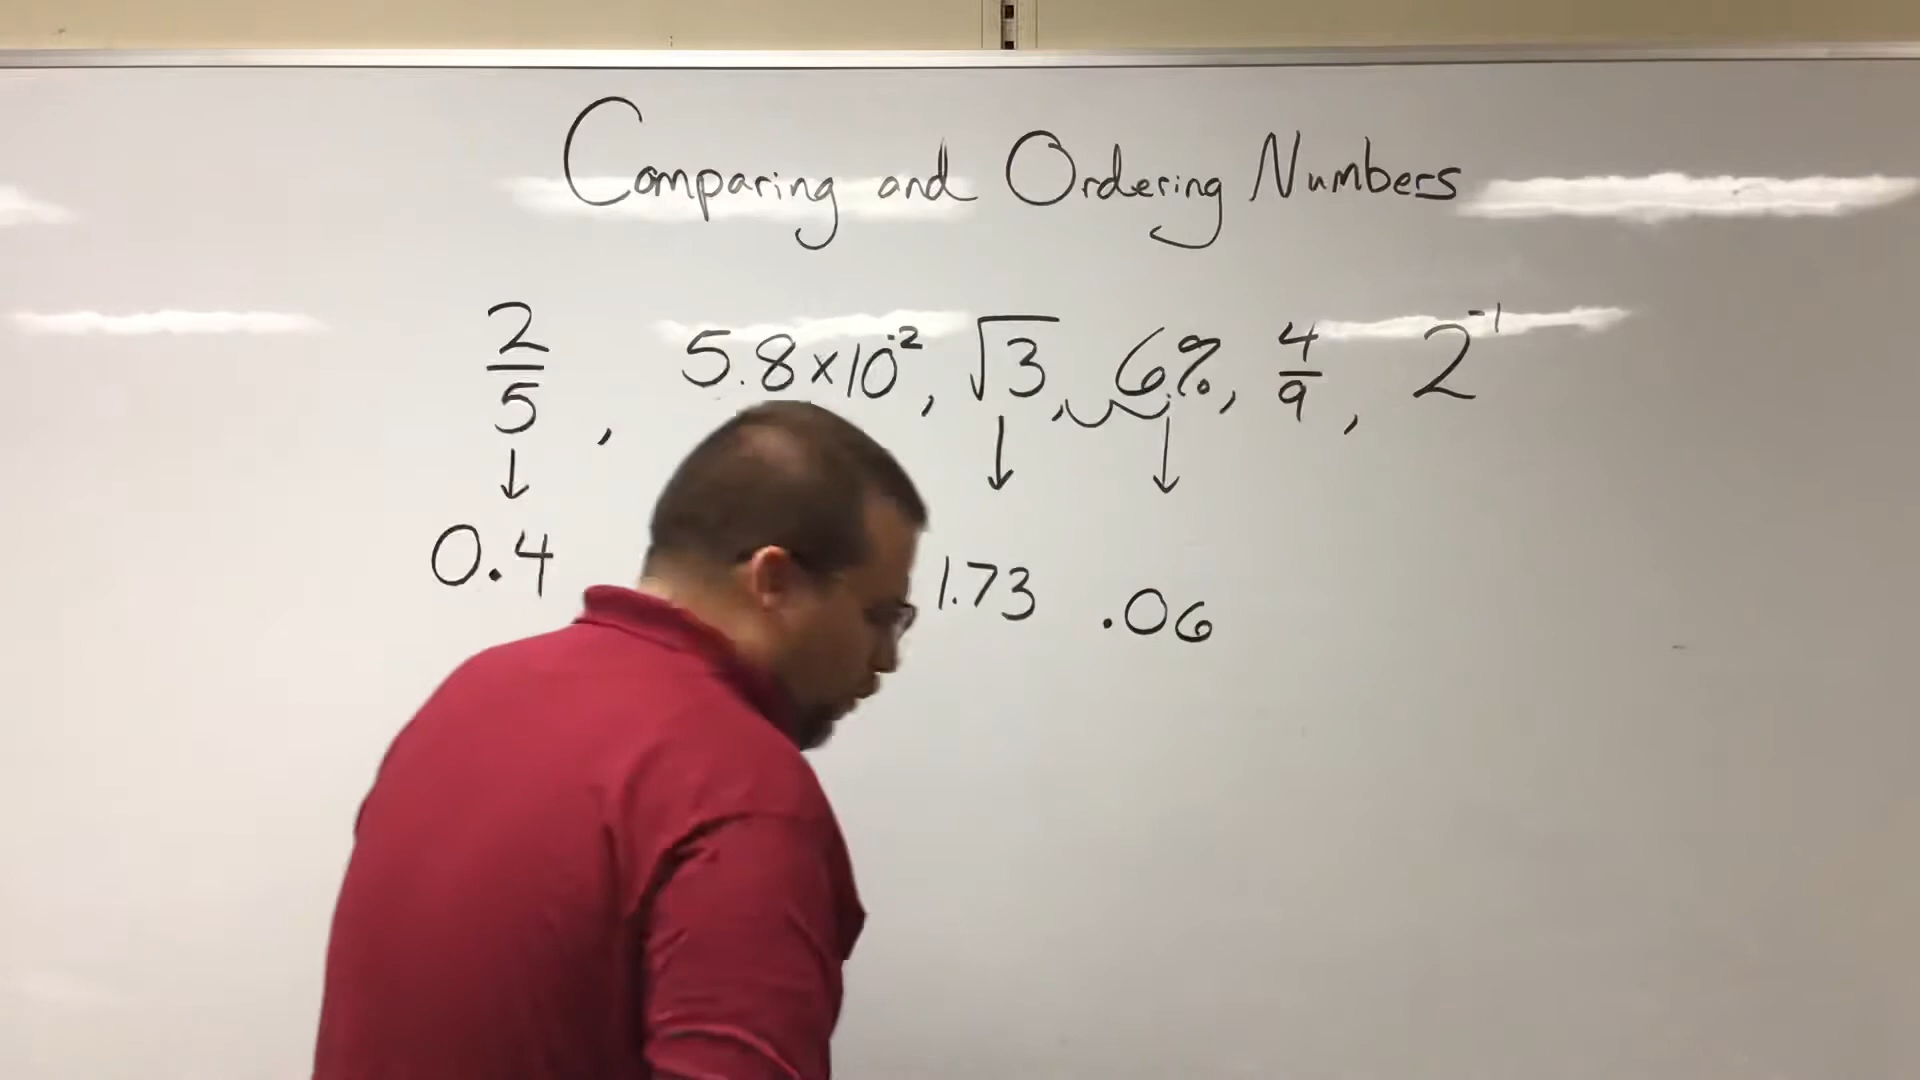 Comparing and Ordering Numbers
2/5, 5.8×10⁻², √3, 6%, 4/9, 2⁻¹
↓ ↓ ↓
0.4 1.73 .06